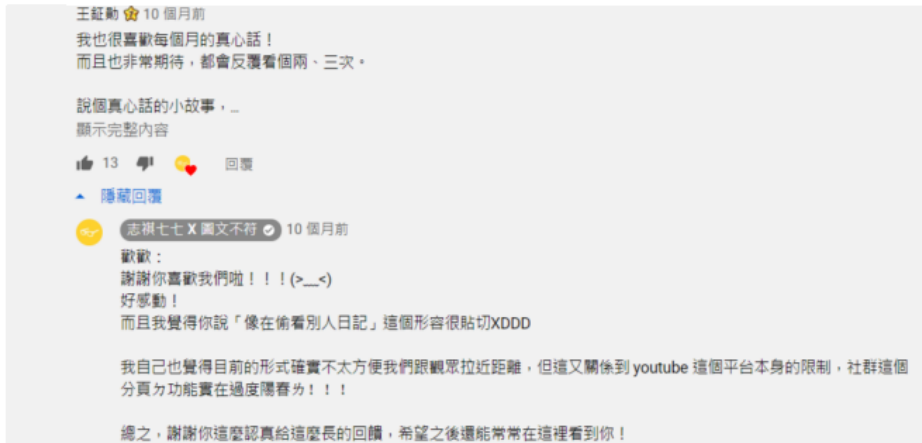 王鉦勛 10 個月前
我也很喜歡每個月的真心話！
而且也非常期待，都會反覆看個兩、三次。
說個真心話的小故事，...
顯示完整內容
13 回覆
隱藏回覆
志祺七七 X 圖文不符 10 個月前
歡歡：
謝謝你喜歡我們啦！！！(>__<)
好感動！
而且我覺得你說「像在偷看別人日記」這個形容很貼切XDDD
我自己也覺得目前的形式確實不太方便我們跟觀眾拉近距離，但這又關係到 youtube 這個平台本身的限制，社群這個
分頁ㄉ功能實在過度陽春ㄌ！！！
總之，謝謝你這麼認真給這麼長的回饋，希望之後還能常常在這裡看到你！